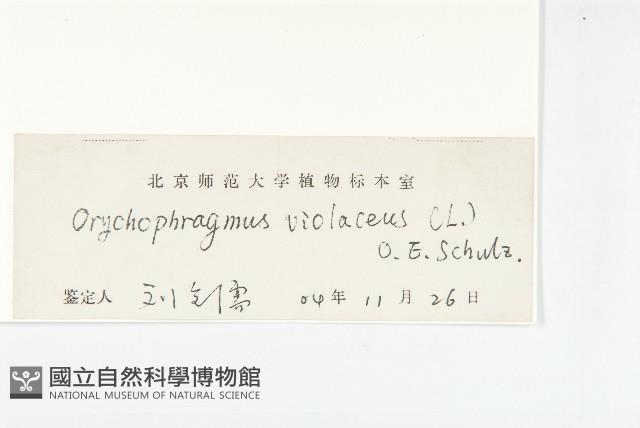 北京师范大学植物标本室
Orychophragmus violaceus (L.)
O. E. Schulz.
鉴定人 04年 11月 26日
國立自然科學博物館
NATIONAL MUSEUM OF NATURAL SCIENCE